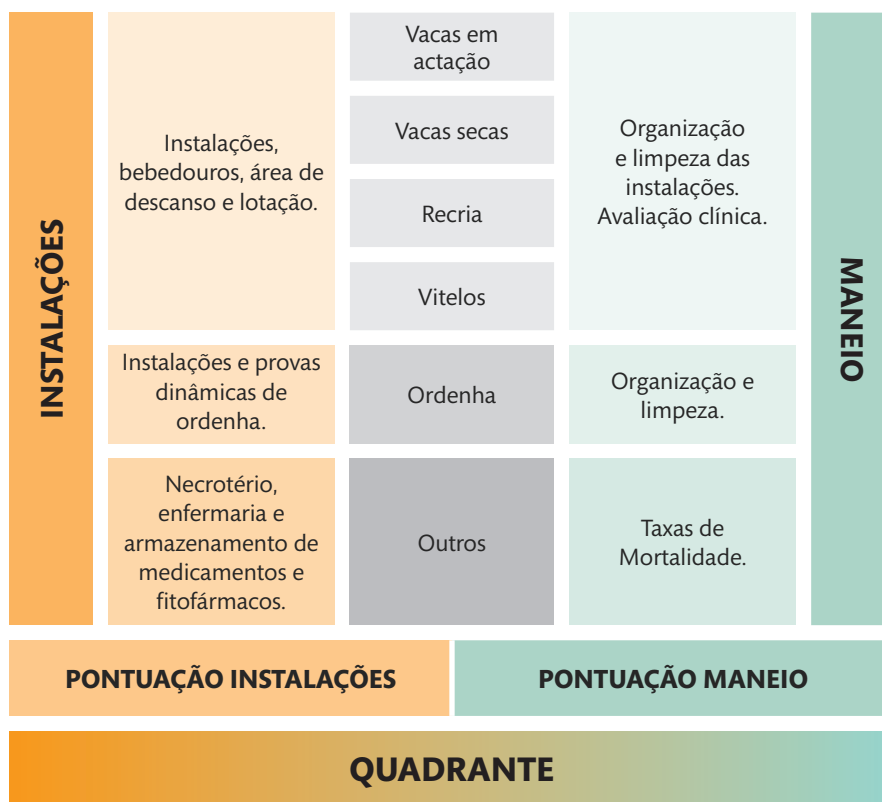 INSTALAÇÕES
Instalações,
bebedouros, área de
descanso e lotação.
Vacas em
actação
Vacas secas
Recria
Vitelos
Organização
e limpeza das
instalações.
Avaliação clínica.
MANEIO
Instalações e provas
dinâmicas de
ordenha.
Ordenha
Organização e
limpeza.
Necrotério,
enfermaria e
armazenamento de
medicamentos e
fitofármacos.
Outros
Taxas de
Mortalidade.
PONTUAÇÃO INSTALAÇÕES
PONTUAÇÃO MANEIO
QUADRANTE